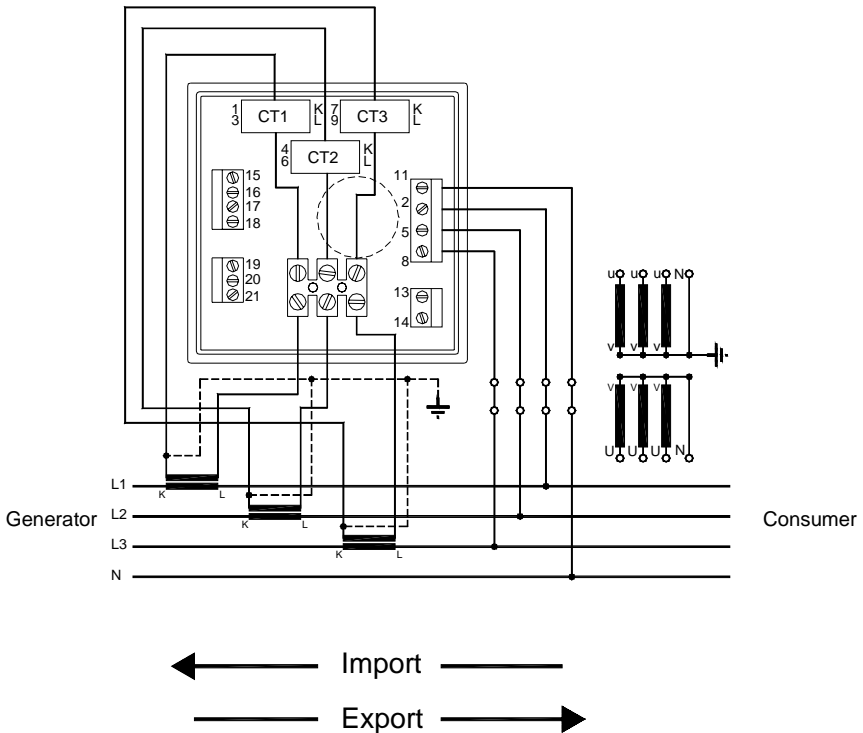 1 3 CT1 K L
7 9 CT3 K L
4 6 CT2 K L
15
16
17
18
11
2
5
8
19
20
21
13
14
u u u N
v v v
v v v
U U U N
L1
K L
Generator L2 Consumer
K L
L3
K L
N
Import
Export